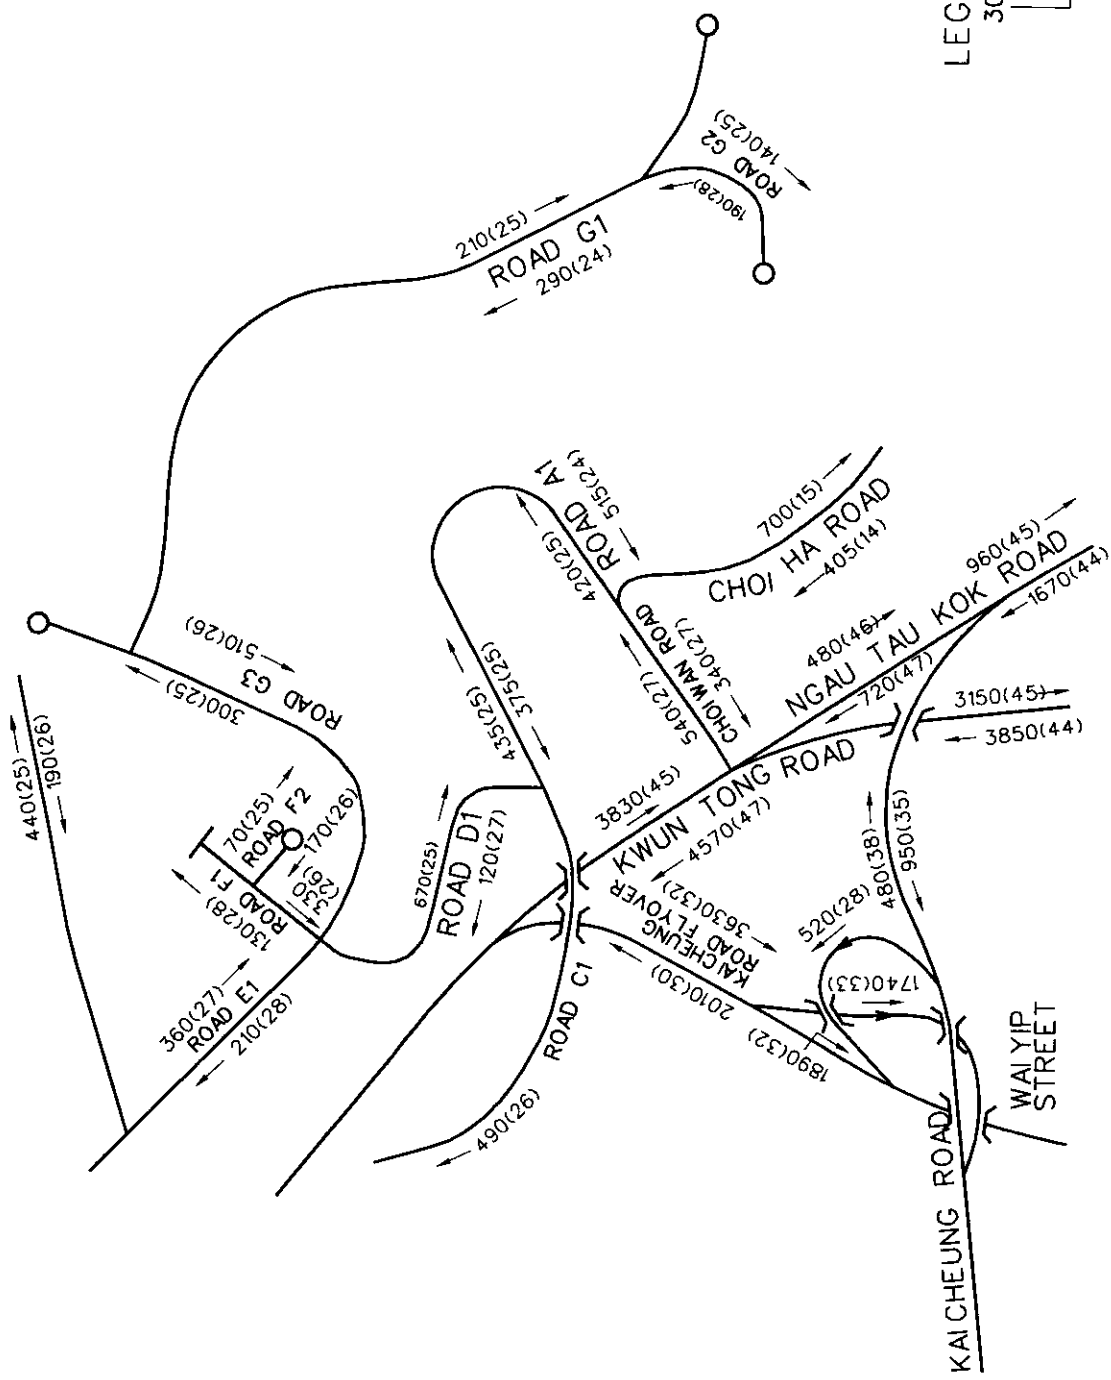 LEG
30
140(25)
ROAD G2
190(28)
210(25)
ROAD G1
290(24)
510(26)
ROAD G3
300(25)
440(25)
190(26)
70(25)
ROAD F2
170(26)
330
(26)
ROAD F1
130(28)
360(27)
ROAD E1
210(28)
670(25)
ROAD D1
120(27)
435(25)
375(25)
420(25)
ROAD A1
515(24)
700(15)
CHOI HA ROAD
405(14)
540(27)
CHOI WAN ROAD
340(27)
960(45)
NGAU TAU KOK ROAD
1670(44)
480(46)
720(47)
3150(45)
3850(44)
3830(45)
KWUN TONG ROAD
4570(47)
KAI CHEUNG
ROAD FLYOVER
3630(32)
2010(30)
480(38)
950(35)
520(28)
1740(33)
1890(32)
ROAD C1
490(26)
WAI YIP
STREET
KAI CHEUNG ROAD